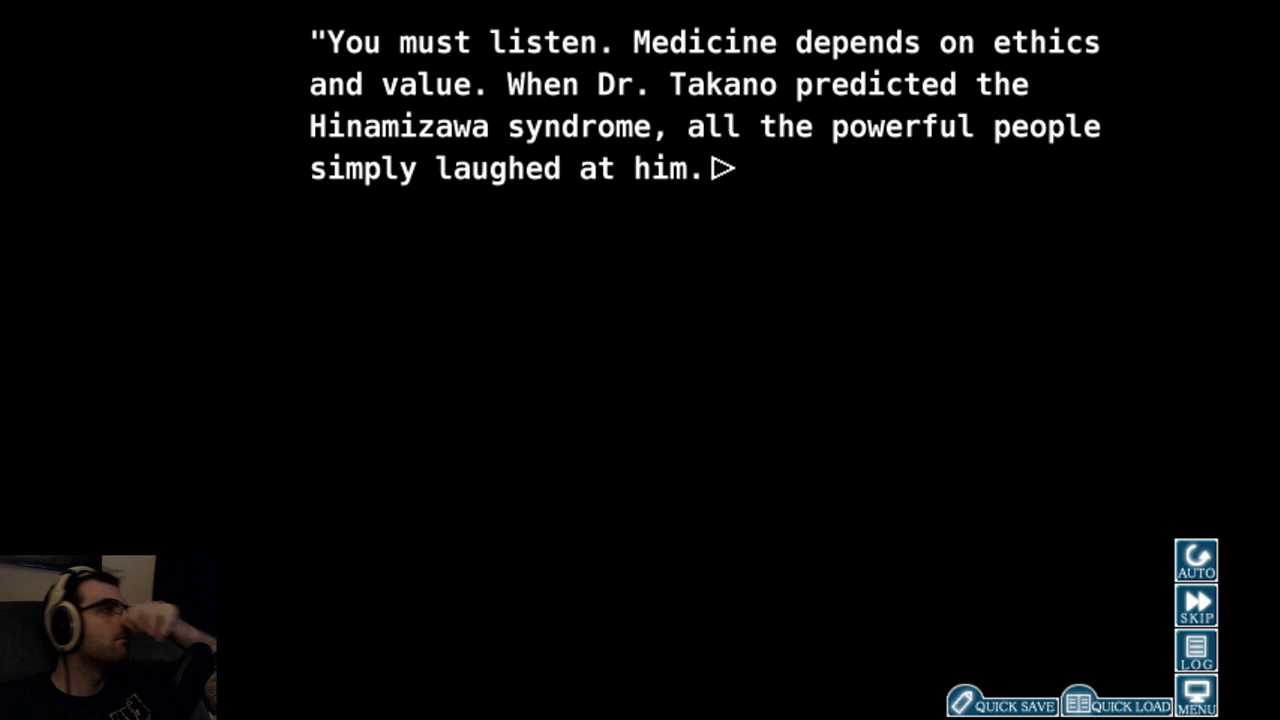 "You must listen. Medicine depends on ethics
and value. When Dr. Takano predicted the
Hinamizawa syndrome, all the powerful people
simply laughed at him.
AUTO
SKIP
LOG
QUICK SAVE
QUICK LOAD
MENU